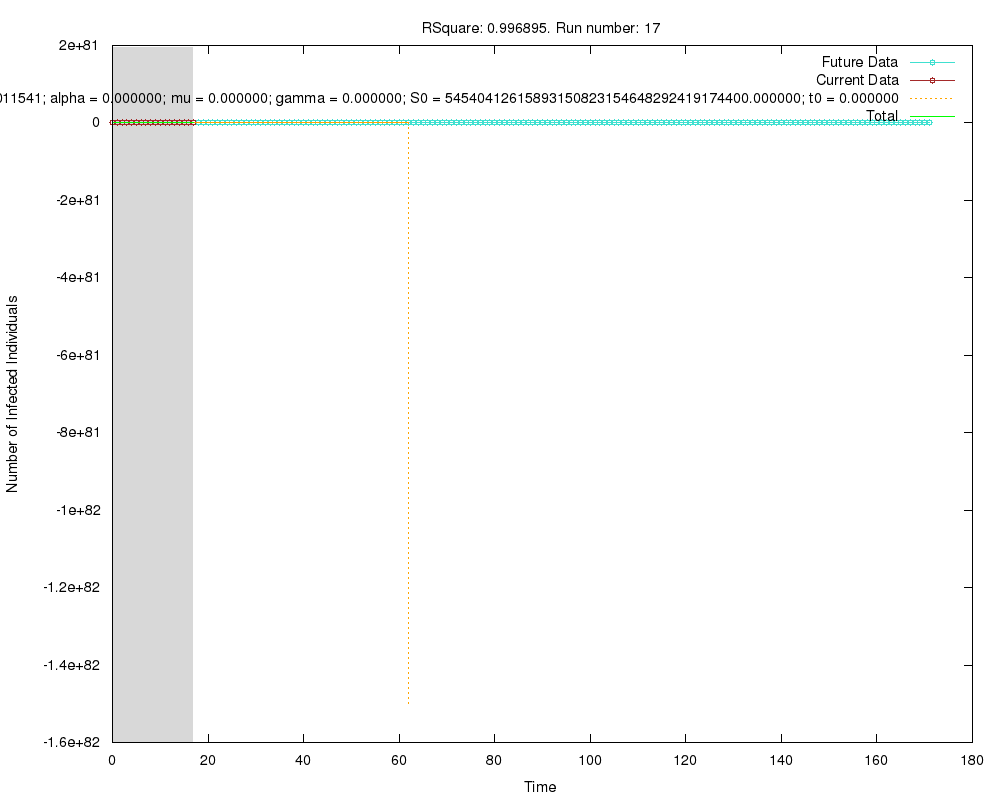 RSquare: 0.996895. Run number: 17
2e+81
Future Data
Current Data
011541; alpha = 0.000000; mu = 0.000000; gamma = 0.000000; S0 = 5454041261589315082315464829241917 4400.000000; t0 = 0.000000
Total
0
-2e+81
-4e+81
-6e+81
-8e+81
-1e+82
-1.2e+82
-1.4e+82
-1.6e+82
Number of Infected Individuals
0 20 40 60 80 100 120 140 160 180
Time